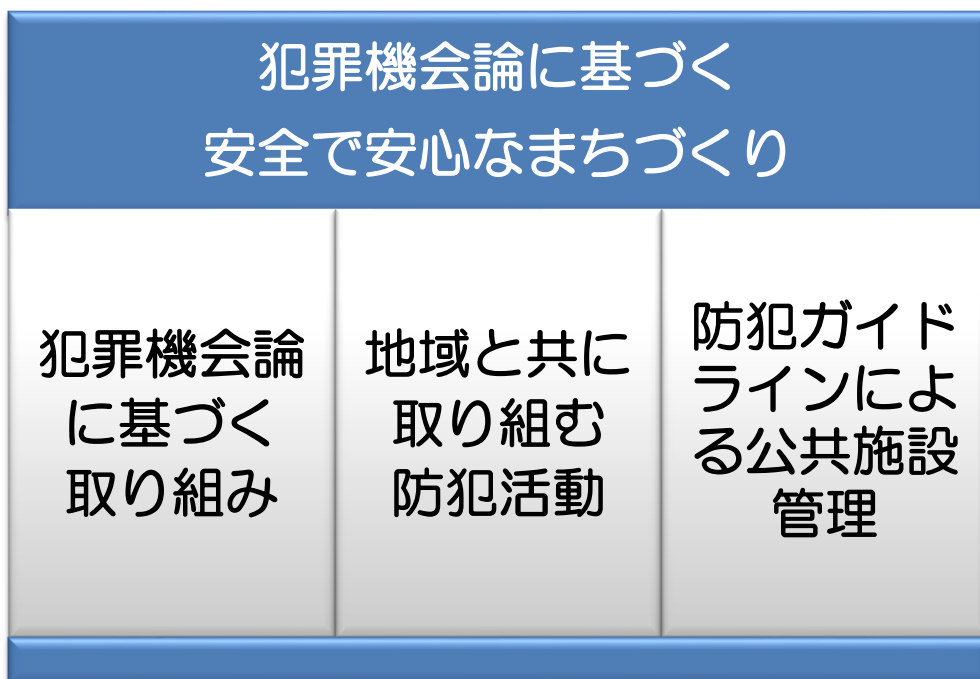 犯罪機会論に基づく
安全で安心なまちづくり
犯罪機会論
に基づく
取り組み
地域と共に
取り組む
防犯活動
防犯ガイド
ラインによ
る公共施設
管理